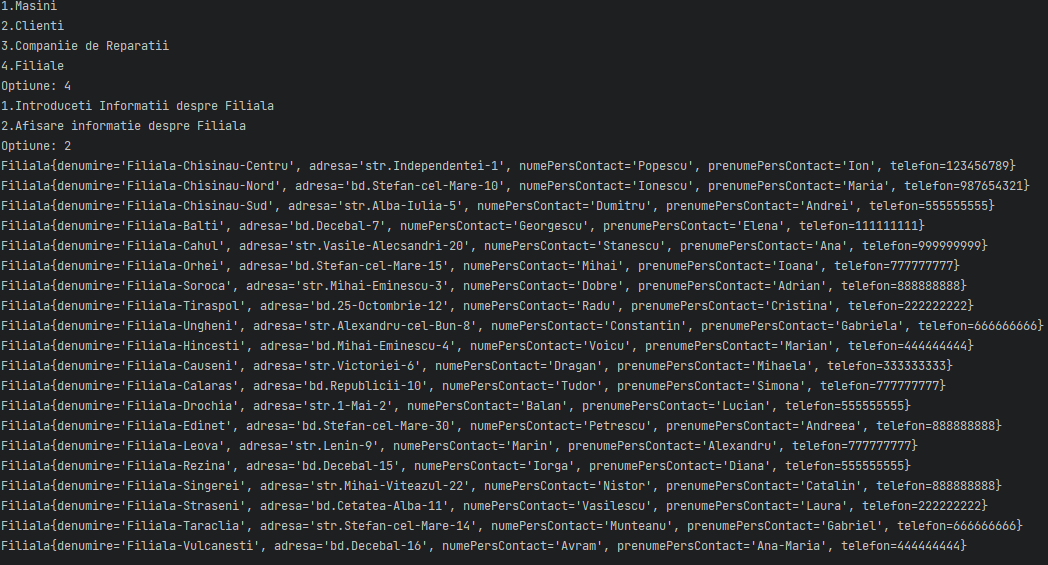 1.Masini
2.Clienti
3.Companiie de Reparatii
4.Filiale
Optiune: 4
1.Introduceti Informatii despre Filiala
2.Afisare informatie despre Filiala
Optiune: 2
Filiala{denumire='Filiala-Chisinau-Centru', adresa='str.Independentei-1', numePersContact='Popescu', prenumePersContact='Ion', telefon=123456789}
Filiala{denumire='Filiala-Chisinau-Nord', adresa='bd.Stefan-cel-Mare-10', numePersContact='Ionescu', prenumePersContact='Maria', telefon=987654321}
Filiala{denumire='Filiala-Chisinau-Sud', adresa='str.Alba-Iulia-5', numePersContact='Dumitru', prenumePersContact='Andrei', telefon=555555555}
Filiala{denumire='Filiala-Balti', adresa='bd.Decebal-7', numePersContact='Georgescu', prenumePersContact='Elena', telefon=111111111}
Filiala{denumire='Filiala-Cahul', adresa='str.Vasile-Alecsandri-20', numePersContact='Stanescu', prenumePersContact='Ana', telefon=999999999}
Filiala{denumire='Filiala-Orhei', adresa='bd.Stefan-cel-Mare-15', numePersContact='Mihai', prenumePersContact='Ioana', telefon=777777777}
Filiala{denumire='Filiala-Soroca', adresa='str.Mihai-Eminescu-3', numePersContact='Dobre', prenumePersContact='Adrian', telefon=888888888}
Filiala{denumire='Filiala-Tiraspol', adresa='bd.25-Octombrie-12', numePersContact='Radu', prenumePersContact='Cristina', telefon=222222222}
Filiala{denumire='Filiala-Ungheni', adresa='str.Alexandru-cel-Bun-8', numePersContact='Constantin', prenumePersContact='Gabriela', telefon=666666666}
Filiala{denumire='Filiala-Hincesti', adresa='bd.Mihai-Eminescu-4', numePersContact='Voicu', prenumePersContact='Marian', telefon=444444444}
Filiala{denumire='Filiala-Causeni', adresa='str.Victoriei-6', numePersContact='Dragan', prenumePersContact='Mihaela', telefon=333333333}
Filiala{denumire='Filiala-Calaras', adresa='bd.Republicii-10', numePersContact='Tudor', prenumePersContact='Simona', telefon=777777777}
Filiala{denumire='Filiala-Drochia', adresa='str.1-Mai-2', numePersContact='Balan', prenumePersContact='Lucian', telefon=555555555}
Filiala{denumire='Filiala-Edinet', adresa='bd.Stefan-cel-Mare-30', numePersContact='Petrescu', prenumePersContact='Andreea', telefon=888888888}
Filiala{denumire='Filiala-Leova', adresa='str.Lenin-9', numePersContact='Marin', prenumePersContact='Alexandru', telefon=777777777}
Filiala{denumire='Filiala-Rezina', adresa='bd.Decebal-15', numePersContact='Iorga', prenumePersContact='Diana', telefon=555555555}
Filiala{denumire='Filiala-Singerei', adresa='str.Mihai-Viteazul-22', numePersContact='Nistor', prenumePersContact='Catalin', telefon=888888888}
Filiala{denumire='Filiala-Straseni', adresa='bd.Cetatea-Alba-11', numePersContact='Vasilescu', prenumePersContact='Laura', telefon=222222222}
Filiala{denumire='Filiala-Taraclia', adresa='str.Stefan-cel-Mare-14', numePersContact='Munteanu', prenumePersContact='Gabriel', telefon=666666666}
Filiala{denumire='Filiala-Vulcanesti', adresa='bd.Decebal-16', numePersContact='Avram', prenumePersContact='Ana-Maria', telefon=444444444}